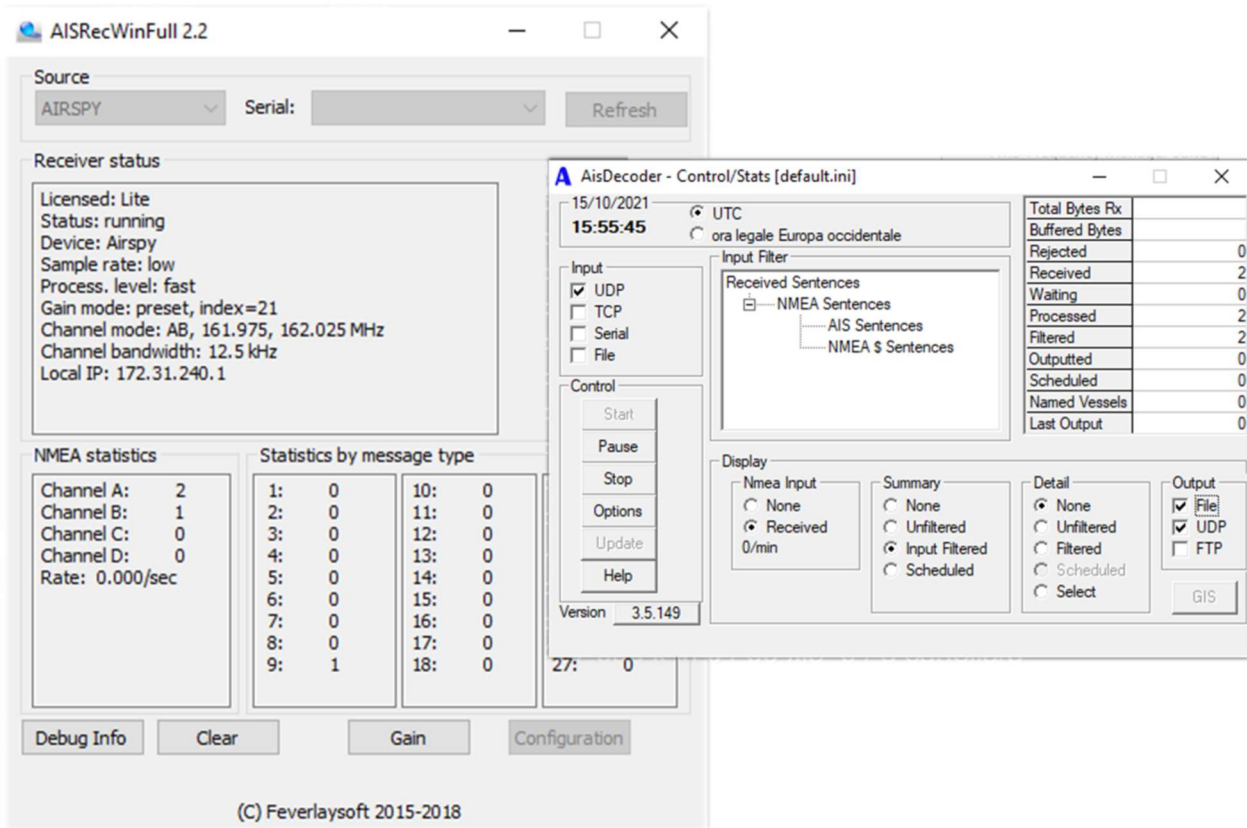 AISRecWinFull 2.2
Source
AIRSPY Serial: Refresh
Receiver status
Licensed: Lite
Status: running
Device: Airspy
Sample rate: low
Process. level: fast
Gain mode: preset, index=21
Channel mode: AB, 161.975, 162.025 MHz
Channel bandwidth: 12.5 kHz
Local IP: 172.31.240.1
NMEA statistics
Channel A: 2
Channel B: 1
Channel C: 0
Channel D: 0
Rate: 0.000/sec
Statistics by message type
1: 0 10: 0
2: 0 11: 0
3: 0 12: 0
4: 0 13: 0
5: 0 14: 0
6: 0 15: 0
7: 0 16: 0
8: 0 17: 0
9: 1 18: 0 27: 0
Debug Info Clear Gain Configuration
(C) Feverlaysoft 2015-2018
A AisDecoder - Control/Stats [default.ini]
15/10/2021
15:55:45
UTC
ora legale Europa occidentale
Input
UDP
TCP
Serial
File
Control
Start
Pause
Stop
Options
Update
Help
Version 3.5.149
Input Filter
Received Sentences
NMEA Sentences
AIS Sentences
NMEA $ Sentences
Total Bytes Rx
Buffered Bytes
Rejected 0
Received 2
Waiting 0
Processed 2
Filtered 2
Outputted 0
Scheduled 0
Named Vessels 0
Last Output 0
Display
Nmea Input
None
Received
0/min
Summary
None
Unfiltered
Input Filtered
Scheduled
Detail
None
Unfiltered
Filtered
Scheduled
Select
Output
File
UDP
FTP
GIS